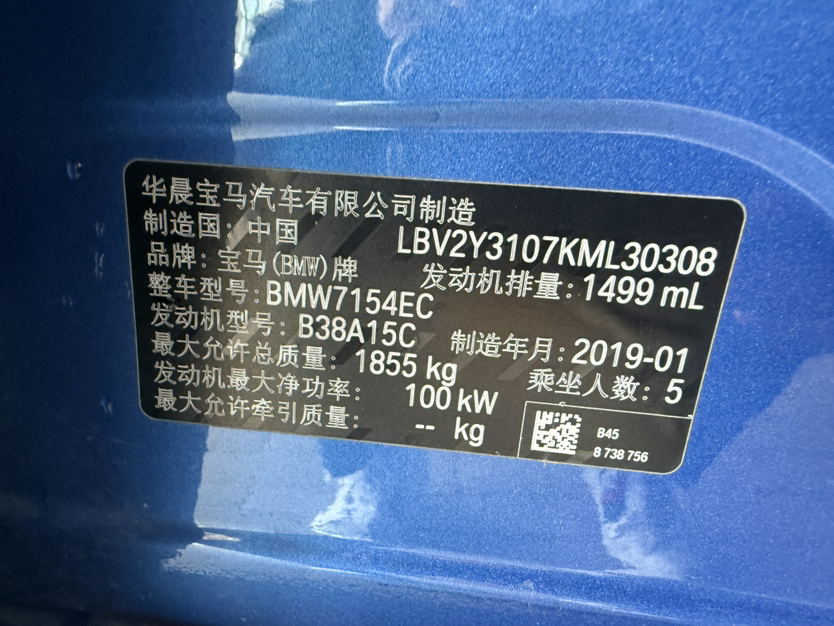 华晨宝马汽车有限公司制造
制造国: 中国
LBV2Y3107KML30308
品牌: 宝马(BMW)牌
发动机排量: 1499 mL
整车型号: BMW7154EC
发动机型号: B38A15C
制造年月: 2019-01
最大允许总质量: 1855 kg
乘坐人数: 5
发动机最大净功率: 100 kW
最大允许牵引质量: -- kg
B45
8 738 756